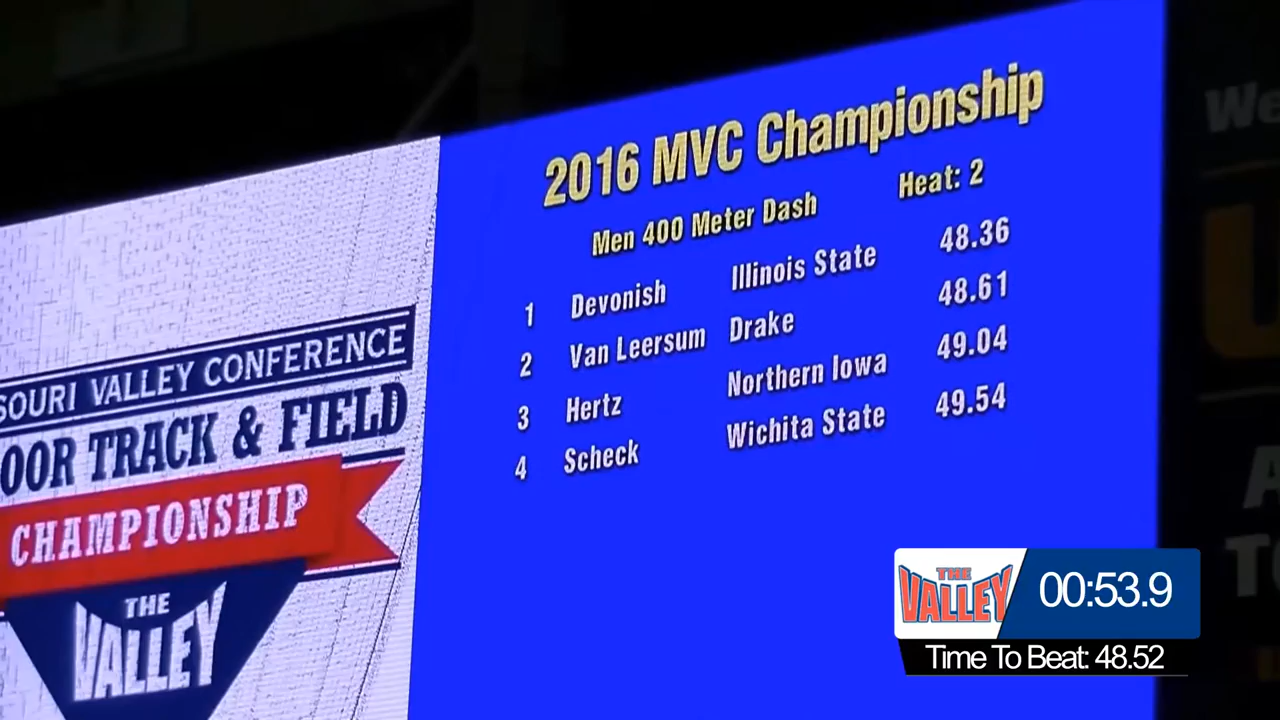 2016 MVC Championship
Men 400 Meter Dash Heat: 2
1 Devonish Illinois State 48.36
2 Van Leersum Drake 48.61
3 Hertz Northern Iowa 49.04
4 Scheck Wichita State 49.54
SOURI VALLEY CONFERENCE
OOR TRACK & FIELD
CHAMPIONSHIP
THE
VALLEY
We
THE
VALLEY
00:53.9
Time To Beat: 48.52